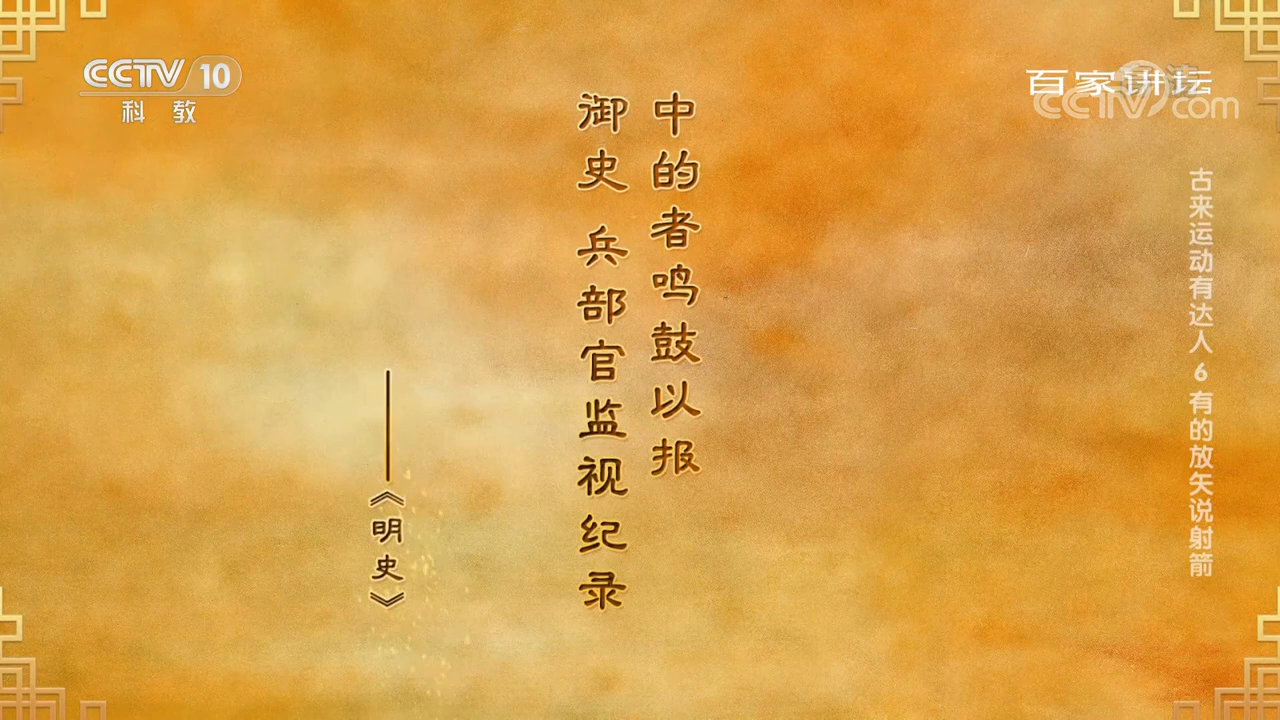 CCTV 10
科教
百家讲坛
CCTV.com
古来运动有达人6 有的放矢说射箭
中的者鸣鼓以报
御史 兵部官监视纪录
——《明史》